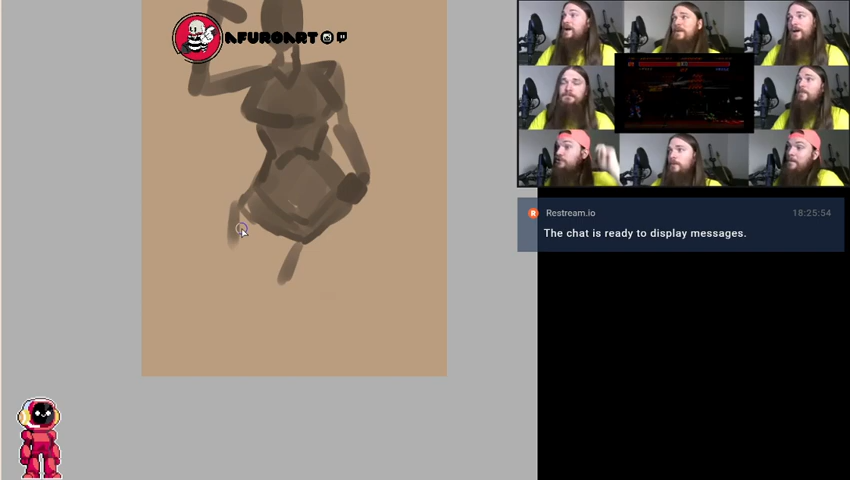 AFUROART
Restream.io 18:25:54
The chat is ready to display messages.